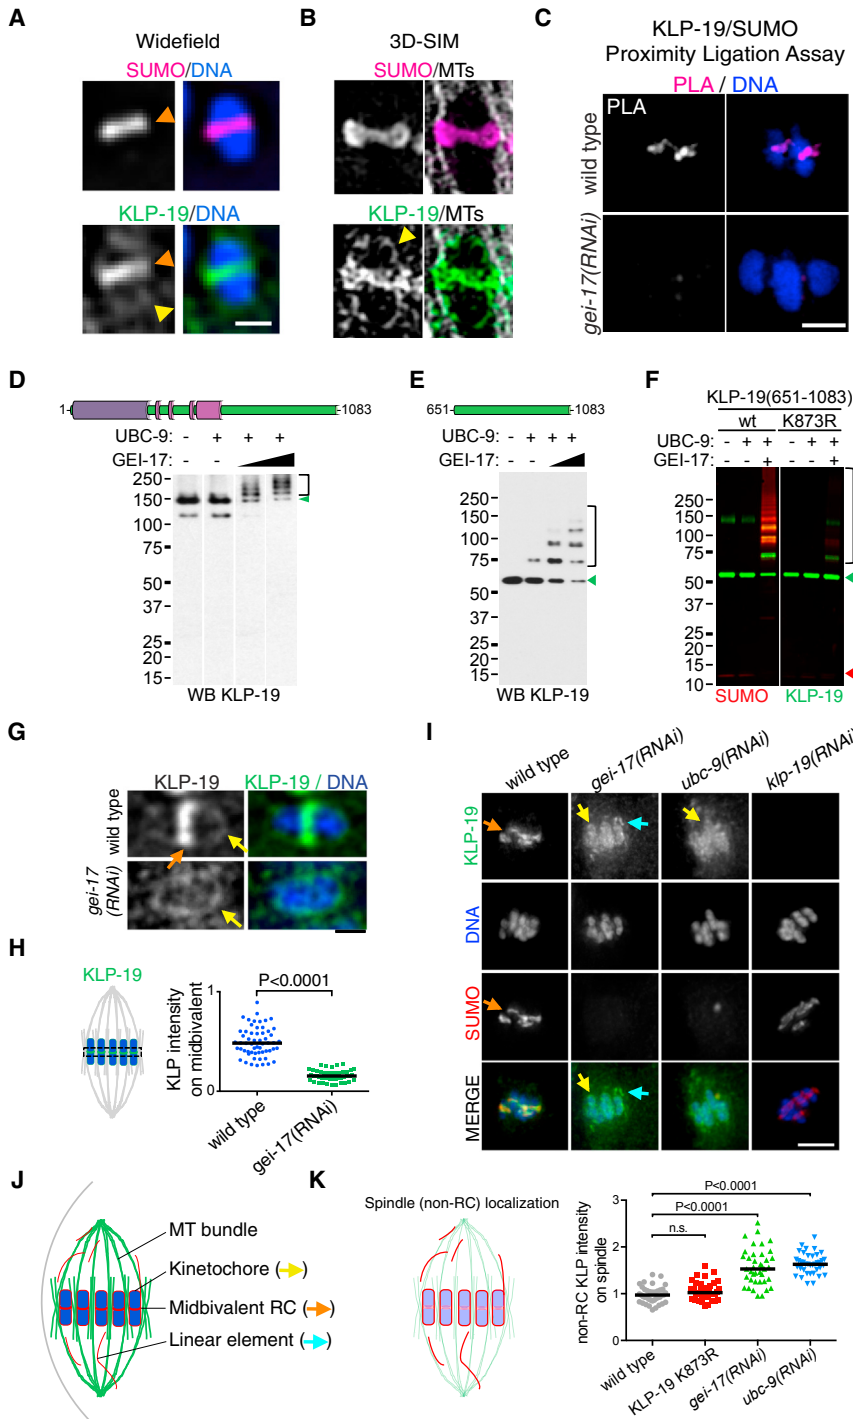 A
Widefield
SUMO/DNA
KLP-19/DNA
B
3D-SIM
SUMO/MTs
KLP-19/MTs
C
KLP-19/SUMO
Proximity Ligation Assay
PLA / DNA
PLA
wild type
gei-17(RNAi)
D
1- -1083
UBC-9: - + + +
GEI-17: - -
250
150
100
75
50
37
25
20
15
WB KLP-19
E
651- -1083
UBC-9: - + + +
GEI-17: - -
250
150
100
75
50
37
25
20
15
WB KLP-19
F
KLP-19(651-1083)
wt K873R
UBC-9: - + + - + +
GEI-17: - - + - - +
250
150
100
75
50
37
25
20
15
10
SUMO KLP-19
G
KLP-19 KLP-19 / DNA
wild type
gei-17
(RNAi)
H
KLP-19
KLP intensity
on midbivalent
1
0
P<0.0001
wild type
gei-17(RNAi)
I
wild type
gei-17(RNAi)
ubc-9(RNAi)
klp-19(RNAi)
KLP-19
DNA
SUMO
MERGE
J
MT bundle
Kinetochore (→)
Midbivalent RC (→)
Linear element (→)
K
Spindle (non-RC) localization
non-RC KLP intensity
on spindle
3
2
1
0
P<0.0001
P<0.0001
n.s.
wild type
KLP-19 K873R
gei-17(RNAi)
ubc-9(RNAi)